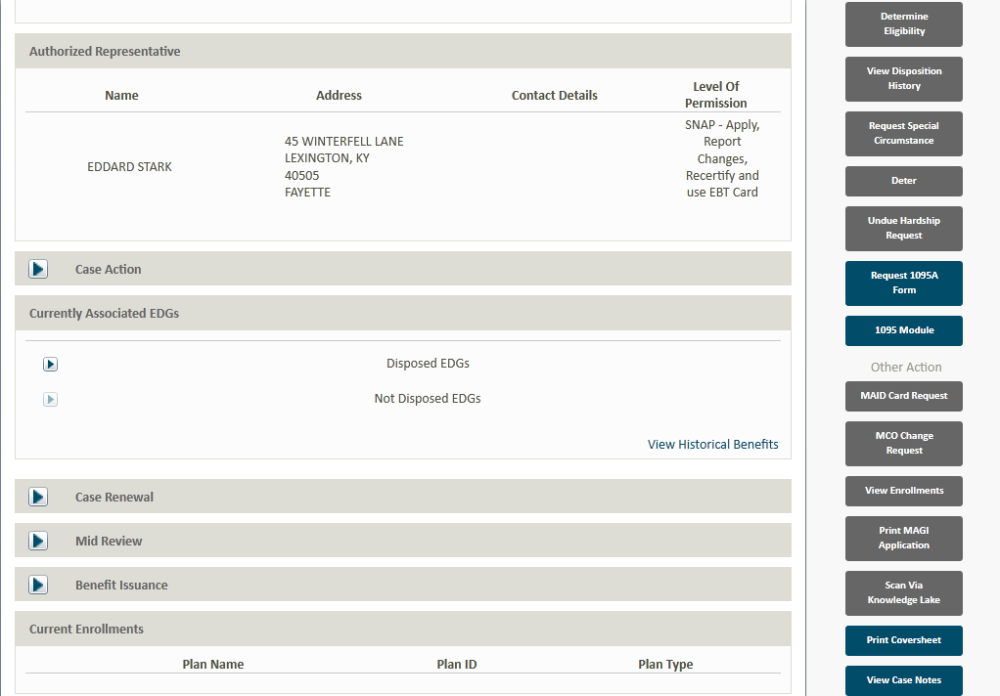 Authorized Representative
Name Address Contact Details Level Of
Permission
EDDARD STARK
45 WINTERFELL LANE
LEXINGTON, KY
40505
FAYETTE
SNAP - Apply,
Report
Changes,
Recertify and
use EBT Card
Case Action
Currently Associated EDGs
Disposed EDGs
Not Disposed EDGs
View Historical Benefits
Case Renewal
Mid Review
Benefit Issuance
Current Enrollments
Plan Name Plan ID Plan Type
Determine
Eligibility
View Disposition
History
Request Special
Circumstance
Deter
Undue Hardship
Request
Request 1095A
Form
1095 Module
Other Action
MAID Card Request
MCO Change
Request
View Enrollments
Print MAGI
Application
Scan Via
Knowledge Lake
Print Coversheet
View Case Notes